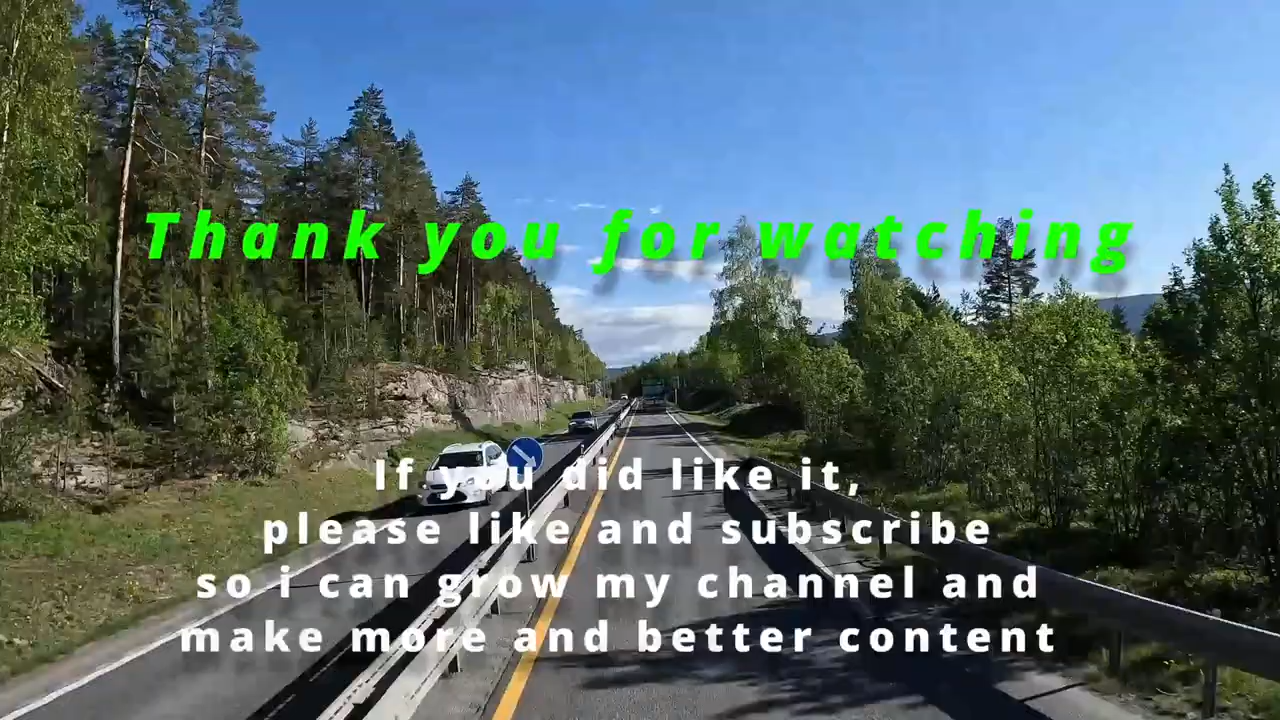 Thank you for watching
If you did like it,
please like and subscribe
so i can grow my channel and
make more and better content